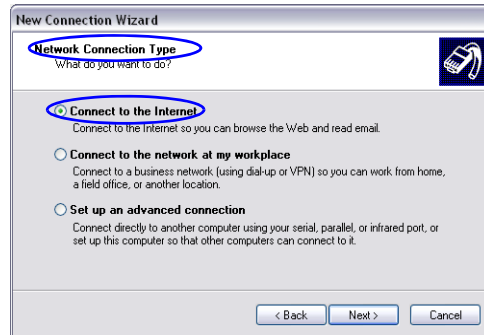 New Connection Wizard
Network Connection Type
What do you want to do?
Connect to the Internet
Connect to the Internet so you can browse the Web and read email.
Connect to the network at my workplace
Connect to a business network (using dial-up or VPN) so you can work from home,
a field office, or another location.
Set up an advanced connection
Connect directly to another computer using your serial, parallel, or infrared port, or
set up this computer so that other computers can connect to it.
< Back
Next >
Cancel